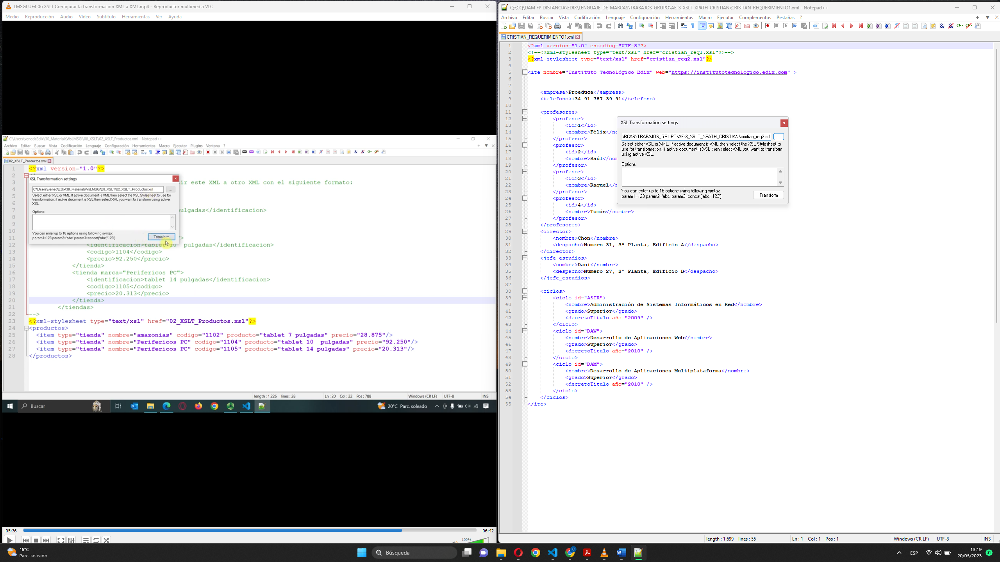 LMSGI UF4 06 XSLT Configurar la transformación XML a XML.mp4 - Reproductor multimedia VLC
Medio Reproducción Audio Vídeo Subtítulo Herramientas Ver Ayuda
C:\Users\vened\Edix\30_Material\WsLMSGI\08_XSLT\02_XSLT_Productos.xml - Notepad++
Archivo Editar Buscar Vista Codificación Lenguaje Configuración Herramientas Macro Ejecutar Plugins Ventana ?
02_XSLT_Productos.xml
1 <?xml version="1.0"?>
2
3 ir este XML a otro XML con el siguiente formato:
4
5
6
7 pulgadas</identificacion>
8
9
10
11 ">
12 <identificacion>tablet 10  pulgadas</identificacion>
13 <codigo>1104</codigo>
14 <precio>92.250</precio>
15 </tienda>
16 <tienda marca="Perifericos PC">
17 <identificacion>tablet 14 pulgadas</identificacion>
18 <codigo>1105</codigo>
19 <precio>20.313</precio>
20 </tienda>
21 </tiendas>
22 -->
23 <?xml-stylesheet type="text/xsl" href="02_XSLT_Productos.xsl"?>
24 <productos>
25 <item type="tienda" nombre="amazonias" codigo="1102" producto="tablet 7 pulgadas" precio="28.875"/>
26 <item type="tienda" nombre="Perifericos PC" codigo="1104" producto="tablet 10  pulgadas" precio="92.250"/>
27 <item type="tienda" nombre="Perifericos PC" codigo="1105" producto="tablet 14 pulgadas" precio="20.313"/>
28 </productos>
XSL Transformation settings
C:\Users\vened\Edix\30_Material\WsLMSGI\08_XSLT\02_XSLT_Productos.xsl ...
Select either XSL or XML. If active document is XML then select the XSL Stylesheet to use for
transformation; if active document is XSL then select XML you want to transform using active
XSL.
Options:
You can enter up to 16 options using following syntax:
param1=123 param2='abc' param3=concat('abc','123')
Transform
length : 1.226 lines : 28 Ln : 20 Col : 22 Pos : 788 Windows (CR LF) UTF-8 INS
Buscar 20°C Parc. soleado
05:36 06:42
100%
Q:\CQ\DAM FP DISTANCIA\EDIX\LENGUAJE_DE_MARCAS\TRABAJOS_GRUPO\AE-3_XSLT_XPATH_CRISTIAN\CRISTIAN_REQUERIMIENTO1.xml - Notepad++
Archivo Editar Buscar Vista Codificación Lenguaje Configuración Herramientas Macro Ejecutar Complementos Pestañas ?
CRISTIAN_REQUERIMIENTO1.xml
1 <?xml version="1.0" encoding="UTF-8"?>
2 <!--<?xml-stylesheet type="text/xsl" href="cristian_req1.xsl"?>-->
3 <?xml-stylesheet type="text/xsl" href="cristian_req2.xsl"?>
4
5 <ite nombre="Instituto Tecnológico Edix" web="https://institutotecnologico.edix.com" >
6
7
8 <empresa>Proeduca</empresa>
9 <telefono>+34 91 787 39 91</telefono>
10
11 <profesores>
12 <profesor>
13 <id>1</id>
14 <nombre>Félix</no
15 </profesor>
16 <profesor>
17 <id>2</id>
18 <nombre>Raúl</nom
19 </profesor>
20 <profesor>
21 <id>3</id>
22 <nombre>Raquel</n
23 </profesor>
24 <profesor>
25 <id>4</id>
26 <nombre>Tomás</nombre>
27 </profesor>
28 </profesores>
29 <director>
30 <nombre>Chon</nombre>
31 <despacho>Numero 31, 3ª Planta, Edificio A</despacho>
32 </director>
33 <jefe_estudios>
34 <nombre>Dani</nombre>
35 <despacho>Numero 27, 2ª Planta, Edificio B</despacho>
36 </jefe_estudios>
37
38 <ciclos>
39 <ciclo id="ASIR">
40 <nombre>Administración de Sistemas Informáticos en Red</nombre>
41 <grado>Superior</grado>
42 <decretoTitulo año="2009" />
43 </ciclo>
44 <ciclo id="DAW">
45 <nombre>Desarrollo de Aplicaciones Web</nombre>
46 <grado>Superior</grado>
47 <decretoTitulo año="2010" />
48 </ciclo>
49 <ciclo id="DAM">
50 <nombre>Desarrollo de Aplicaciones Multiplataforma</nombre>
51 <grado>Superior</grado>
52 <decretoTitulo año="2010" />
53 </ciclo>
54 </ciclos>
55 </ite>
XSL Transformation settings
\RCAS\TRABAJOS_GRUPO\AE-3_XSLT_XPATH_CRISTIAN\cristian_req2.xsl ...
Select either XSL or XML. If active document is XML then select the XSL Stylesheet to
use for transformation; if active document is XSL then select XML you want to transform
using active XSL.
Options:
You can enter up to 16 options using following syntax:
param1=123 param2='abc' param3=concat('abc','123')
Transform
length : 1.699 lines : 55 Ln : 1 Col : 1 Pos : 1 Windows (CR LF) UTF-8 INS
16°C
Parc. soleado
Búsqueda
ESP
13:19
20/05/2023
31